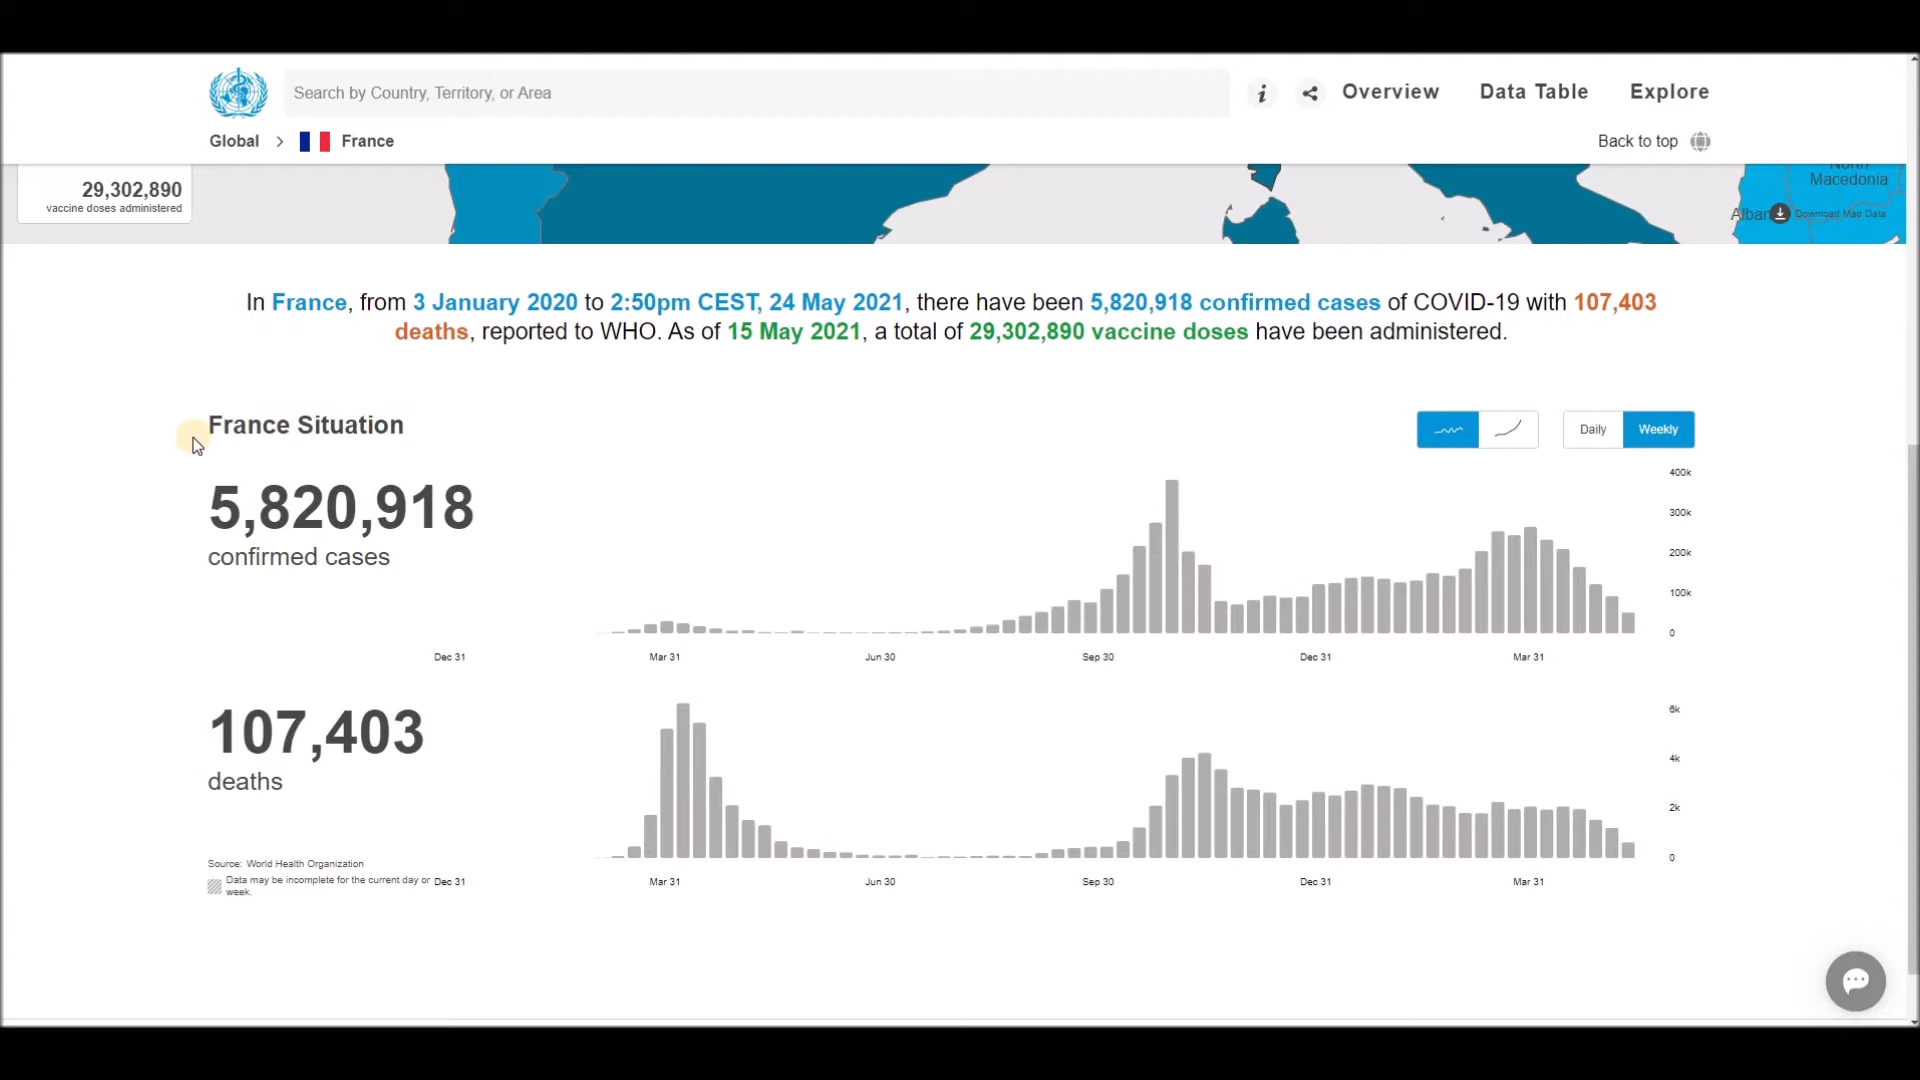 Search by Country, Territory, or Area
i
Overview
Data Table
Explore
Global > France
Back to top
29,302,890
vaccine doses administered
North
Macedonia
Alban
Download Map Data
In France, from 3 January 2020 to 2:50pm CEST, 24 May 2021, there have been 5,820,918 confirmed cases of COVID-19 with 107,403
deaths, reported to WHO. As of 15 May 2021, a total of 29,302,890 vaccine doses have been administered.
France Situation
Daily
Weekly
5,820,918
confirmed cases
400k
300k
200k
100k
0
Dec 31
Mar 31
Jun 30
Sep 30
Dec 31
Mar 31
107,403
deaths
6k
4k
2k
0
Source: World Health Organization
Data may be incomplete for the current day or
week.
Dec 31
Mar 31
Jun 30
Sep 30
Dec 31
Mar 31